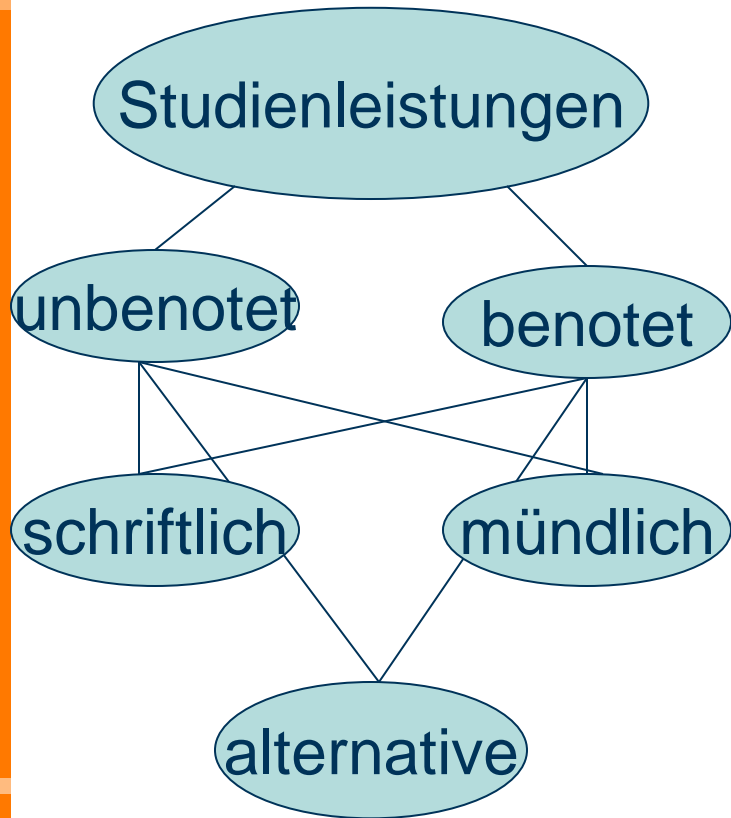 Studienleistungen
unbenotet
benotet
schriftlich
mündlich
alternative